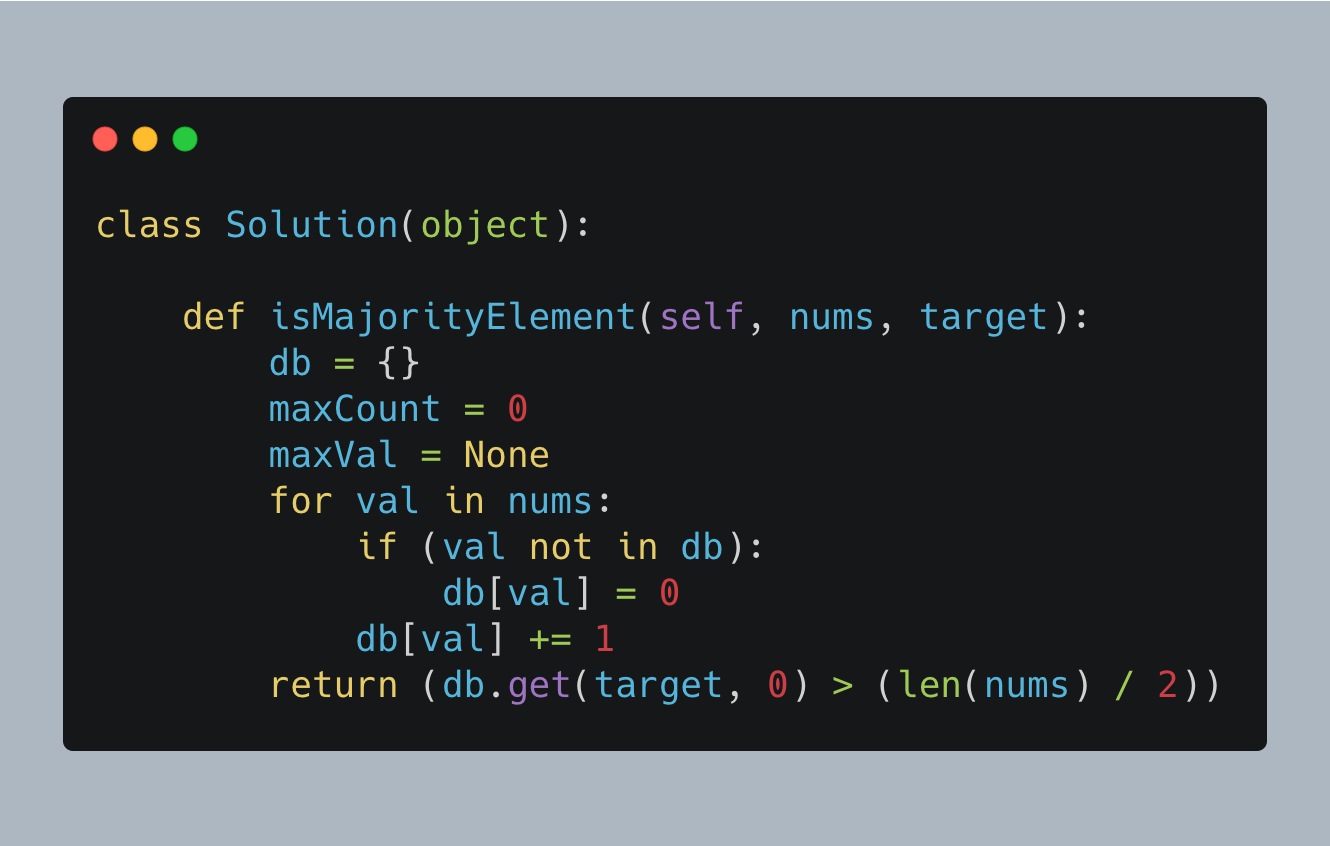 class Solution(object):
    def isMajorityElement(self, nums, target):
        db = {}
        maxCount = 0
        maxVal = None
        for val in nums:
            if (val not in db):
                db[val] = 0
            db[val] += 1
        return (db.get(target, 0) > (len(nums) / 2))